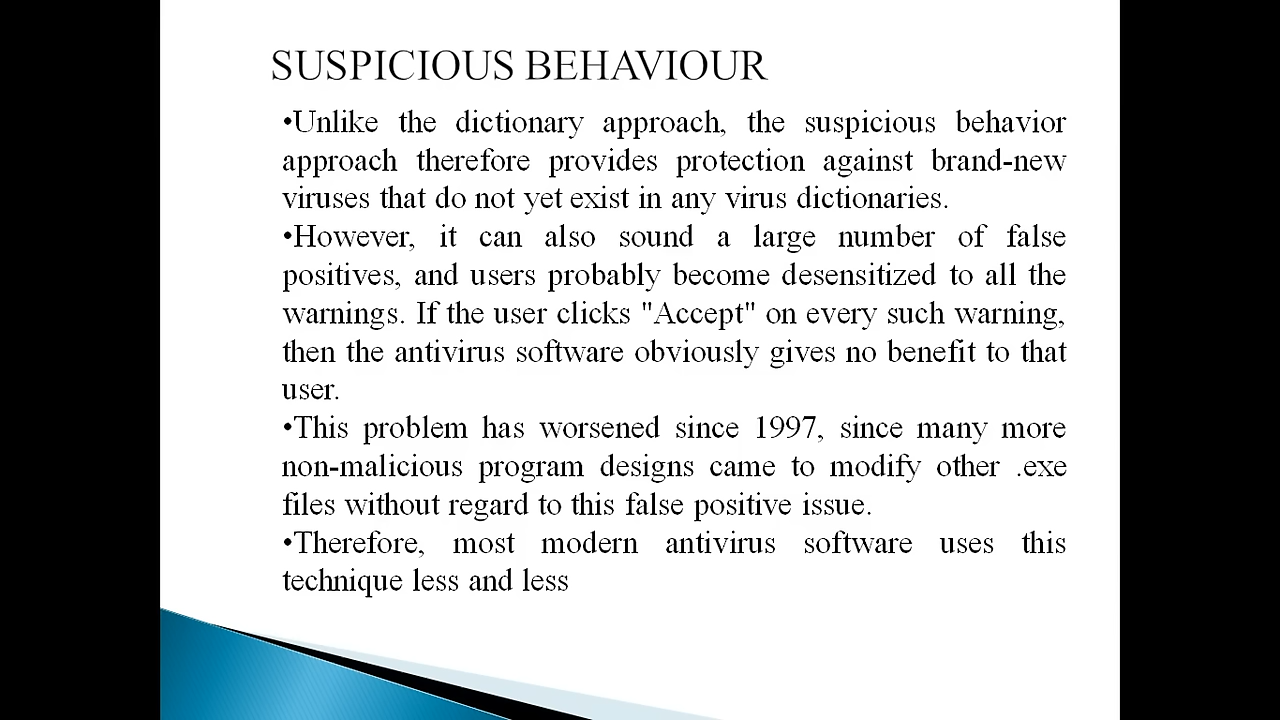 SUSPICIOUS BEHAVIOUR
•Unlike the dictionary approach, the suspicious behavior
approach therefore provides protection against brand-new
viruses that do not yet exist in any virus dictionaries.
•However, it can also sound a large number of false
positives, and users probably become desensitized to all the
warnings. If the user clicks "Accept" on every such warning,
then the antivirus software obviously gives no benefit to that
user.
•This problem has worsened since 1997, since many more
non-malicious program designs came to modify other .exe
files without regard to this false positive issue.
•Therefore, most modern antivirus software uses this
technique less and less